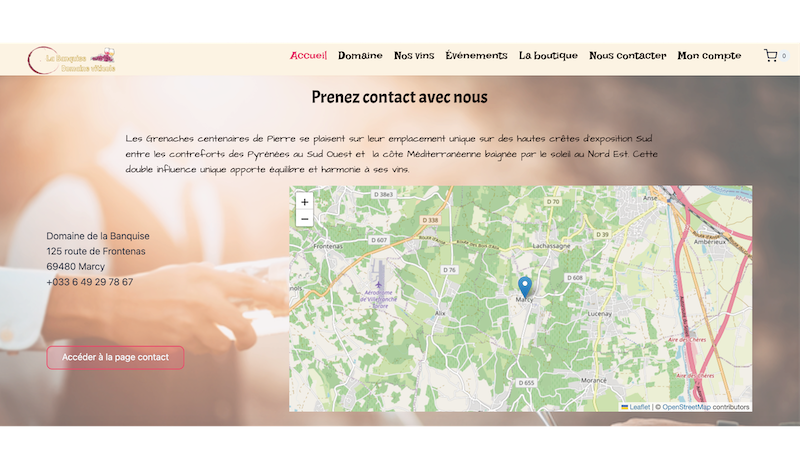 La Banquise
Domaine viticole
Accueil Domaine Nos vins Événements La boutique Nous contacter Mon compte 0
Prenez contact avec nous
Les Grenaches centenaires de Pierre se plaisent sur leur emplacement unique sur des hautes crêtes d'exposition Sud
entre les contreforts des Pyrénées au Sud Ouest et la côte Méditerranéenne baignée par le soleil au Nord Est. Cette
double influence unique apporte équilibre et harmonie à ses vins.
Domaine de la Banquise
125 route de Frontenas
69480 Marcy
+033 6 49 29 78 67
Accéder à la page contact
+
−
D 38e3
D 70
Anse
D 338
Ambérieux
Frontenas
D 607
Lachassagne
D 76
D 608
Aérodrome
de Villefranche
Tarare
Marcy
Alix
Lucenay
Aire des Chères
Aire des Chères
Morancé
D 655
Leaflet | © OpenStreetMap contributors